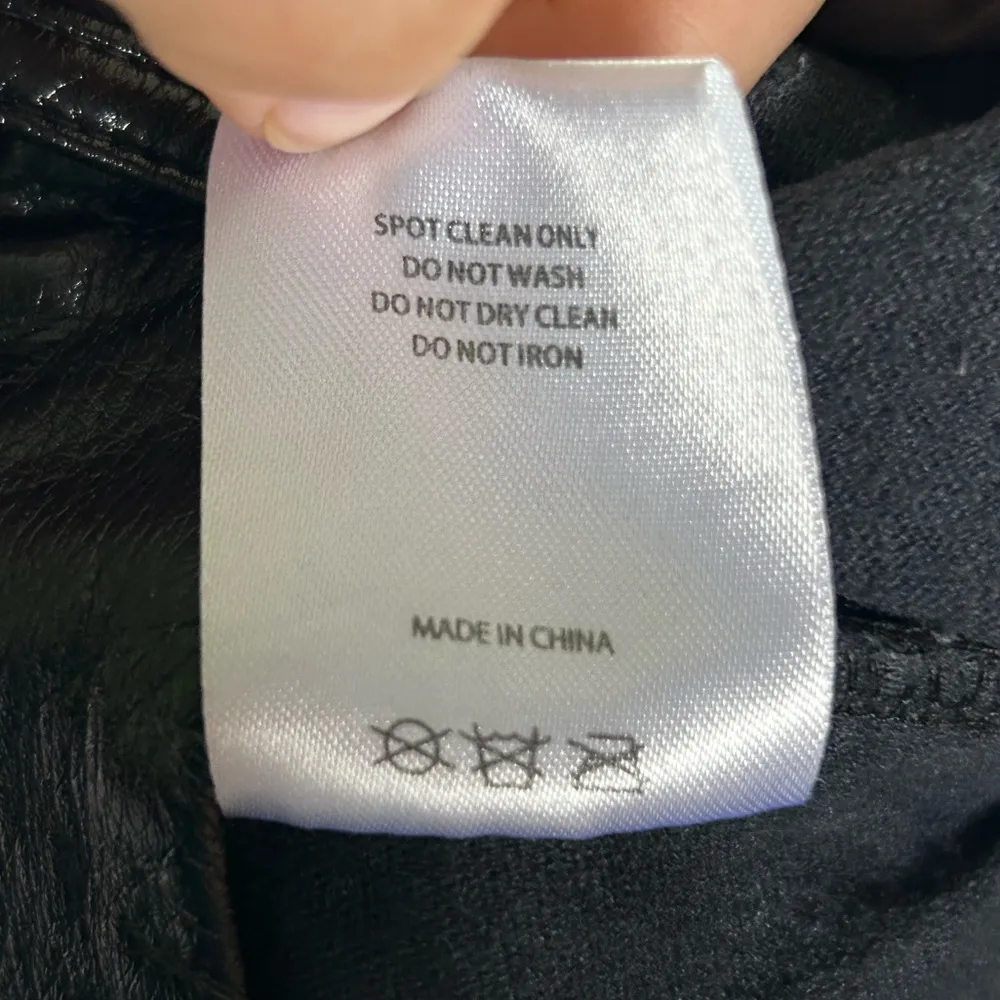 SPOT CLEAN ONLY
DO NOT WASH
DO NOT DRY CLEAN
DO NOT IRON
MADE IN CHINA